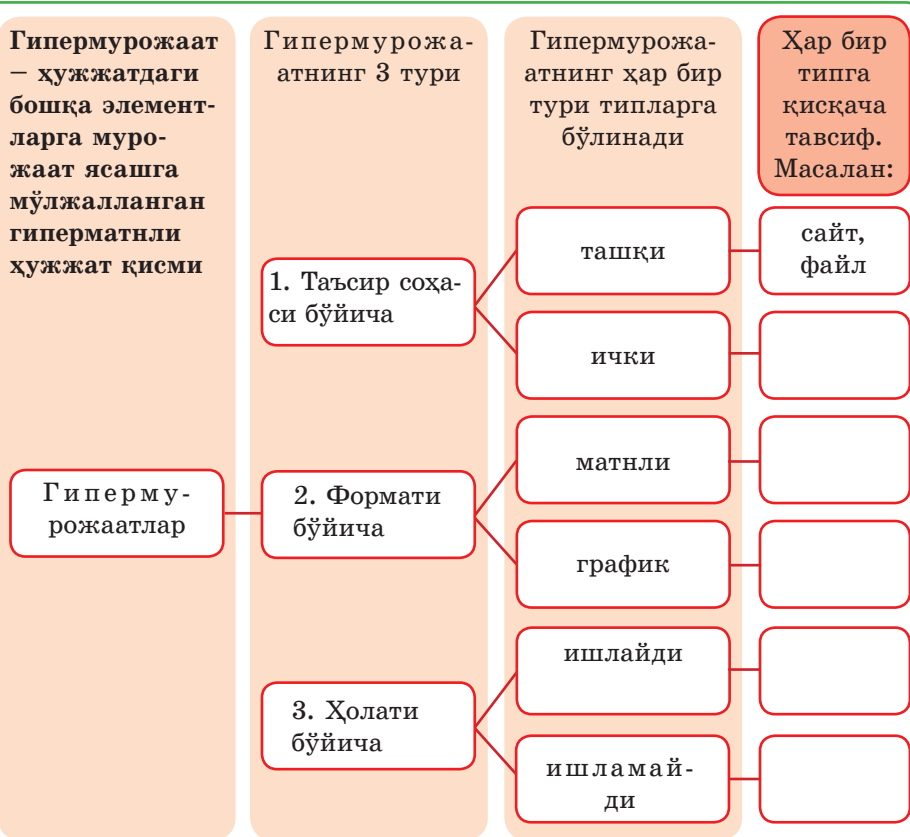 Гипермурожаат
– ҳужжатдаги
бошқа элемент-
ларга муро-
жаат ясашга
мўлжалланган
гиперматнли
ҳужжат қисми
Гипермурожа-
атнинг 3 тури
Гипермурожа-
атнинг ҳар бир
тури типларга
бўлинади
Ҳар бир
типга
қисқача
тавсиф.
Масалан:
1. Таъсир соҳа-
си бўйича
ташқи
сайт,
файл
ички
Гиперму-
рожаатлар
2. Формати
бўйича
матнли
график
3. Ҳолати
бўйича
ишлайди
ишламай-
ди